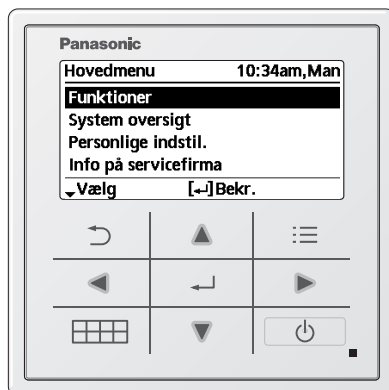 Panasonic
Hovedmenu 10:34am,Man
Funktioner
System oversigt
Personlige indstil.
Info på servicefirma
Vælg [↵]Bekr.